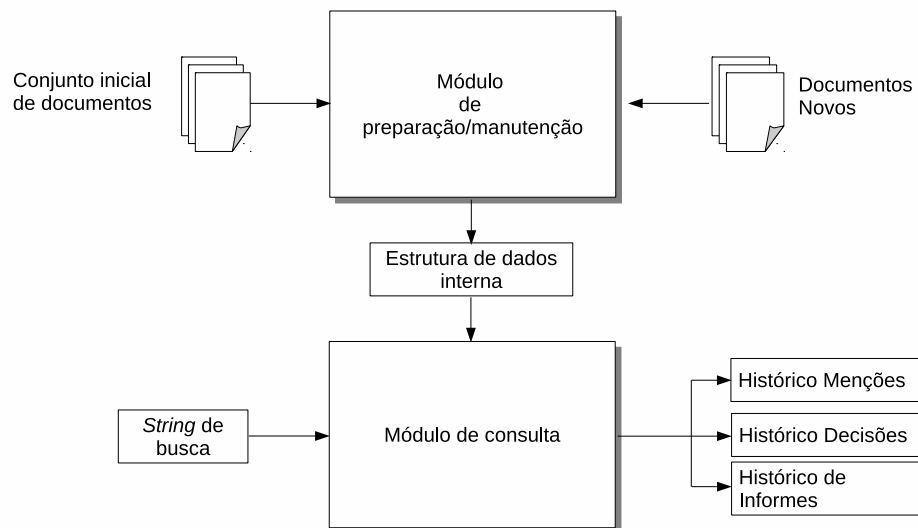 Conjunto inicial
de documentos
Módulo
de
preparação/manutenção
Documentos
Novos
Estrutura de dados
interna
String de
busca
Módulo de consulta
Histórico Menções
Histórico Decisões
Histórico de
Informes